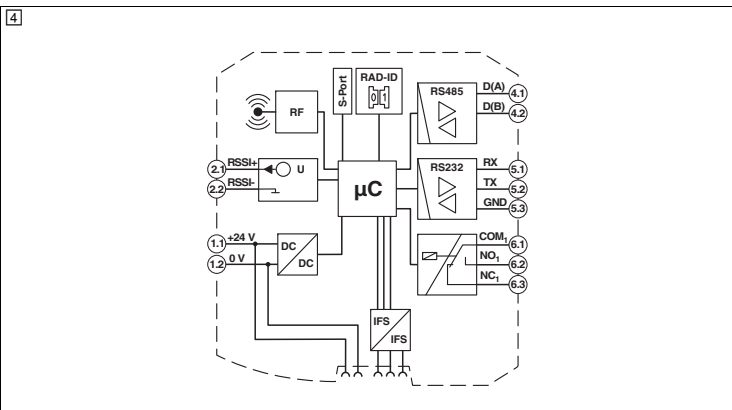 4
S-Port
RAD-ID
0 1
RF
RS485
D(A) 4.1
D(B) 4.2
2.1 RSSI+
2.2 RSSI-
U
µC
RS232
RX 5.1
TX 5.2
GND 5.3
1.1 +24 V
1.2 0 V
DC
DC
COM₁ 6.1
NO₁ 6.2
NC₁ 6.3
IFS
IFS